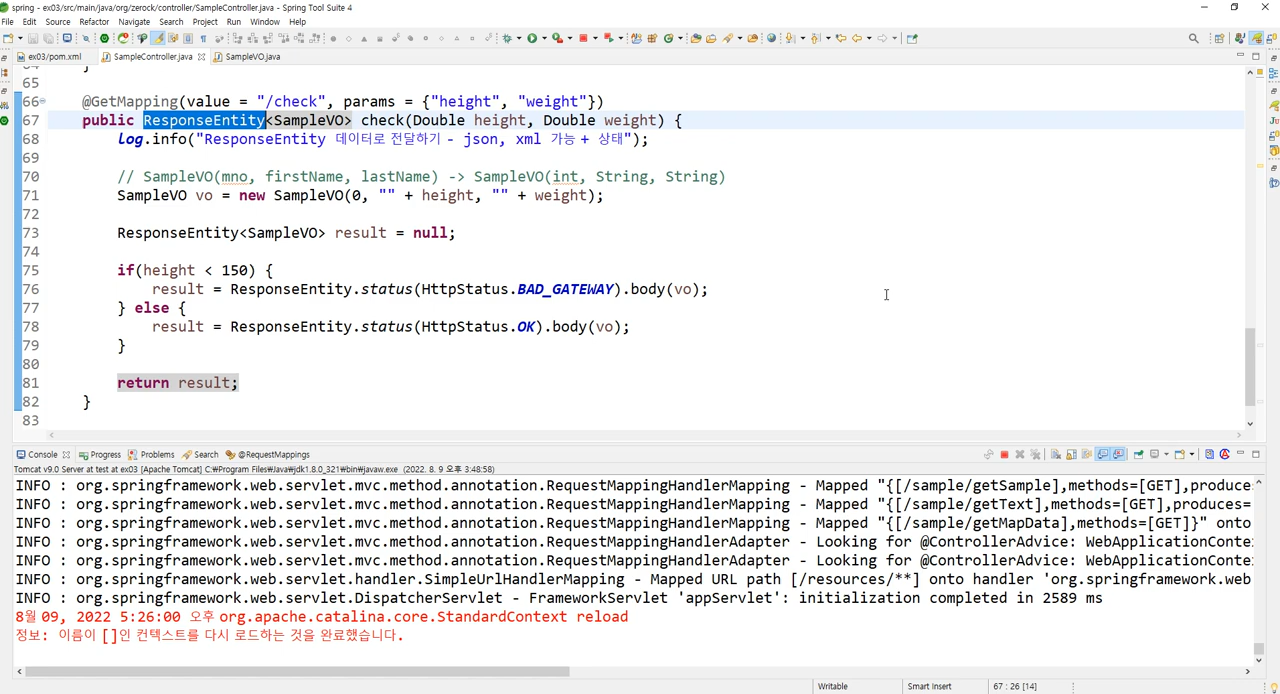 spring - ex03/src/main/java/org/zerock/controller/SampleController.java - Spring Tool Suite 4
File Edit Source Refactor Navigate Search Project Run Window Help
ex03/pom.xml SampleController.java SampleVO.java
64 }
65
66 @GetMapping(value = "/check", params = {"height", "weight"})
67 public ResponseEntity<SampleVO> check(Double height, Double weight) {
68 log.info("ResponseEntity 데이터로 전달하기 - json, xml 가능 + 상태");
69
70 // SampleVO(mno, firstName, lastName) -> SampleVO(int, String, String)
71 SampleVO vo = new SampleVO(0, "" + height, "" + weight);
72
73 ResponseEntity<SampleVO> result = null;
74
75 if(height < 150) {
76 result = ResponseEntity.status(HttpStatus.BAD_GATEWAY).body(vo);
77 } else {
78 result = ResponseEntity.status(HttpStatus.OK).body(vo);
79 }
80
81 return result;
82 }
83
Console Progress Problems Search @RequestMappings
Tomcat v9.0 Server at test at ex03 [Apache Tomcat] C:₩Program Files₩Java₩jdk1.8.0_321₩bin₩javaw.exe (2022. 8. 9 오후 3:48:58)
INFO : org.springframework.web.servlet.mvc.method.annotation.RequestMappingHandlerMapping - Mapped "{[/sample/getSample],methods=[GET],produces
INFO : org.springframework.web.servlet.mvc.method.annotation.RequestMappingHandlerMapping - Mapped "{[/sample/getText],methods=[GET],produces=
INFO : org.springframework.web.servlet.mvc.method.annotation.RequestMappingHandlerMapping - Mapped "{[/sample/getMapData],methods=[GET]}" onto
INFO : org.springframework.web.servlet.mvc.method.annotation.RequestMappingHandlerAdapter - Looking for @ControllerAdvice: WebApplicationConte
INFO : org.springframework.web.servlet.mvc.method.annotation.RequestMappingHandlerAdapter - Looking for @ControllerAdvice: WebApplicationConte
INFO : org.springframework.web.servlet.handler.SimpleUrlHandlerMapping - Mapped URL path [/resources/**] onto handler 'org.springframework.web
INFO : org.springframework.web.servlet.DispatcherServlet - FrameworkServlet 'appServlet': initialization completed in 2589 ms
8월 09, 2022 5:26:00 오후 org.apache.catalina.core.StandardContext reload
정보: 이름이 []인 컨텍스트를 다시 로드하는 것을 완료했습니다.
Writable Smart Insert 67 : 26 [14]